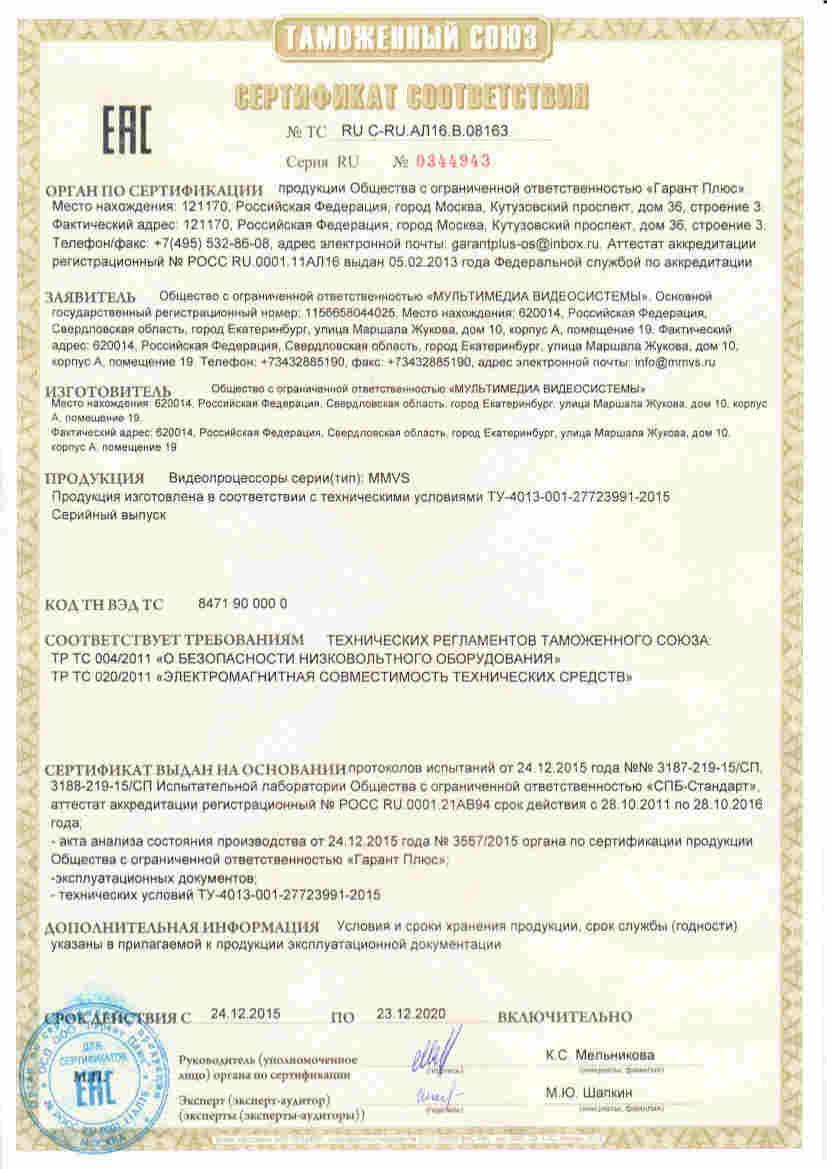 ТАМОЖЕННЫЙ СОЮЗ
СЕРТИФИКАТ СООТВЕТСТВИЯ
ЕАС
№ ТС RU C-RU.АЛ16.В.08163
Серия RU № 0344943
ОРГАН ПО СЕРТИФИКАЦИИ продукции Общества с ограниченной ответственностью «Гарант Плюс»
Место нахождения: 121170, Российская Федерация, город Москва, Кутузовский проспект, дом 36, строение 3.
Фактический адрес: 121170, Российская Федерация, город Москва, Кутузовский проспект, дом 36, строение 3.
Телефон/факс: +7(495) 532-86-08, адрес электронной почты: garantplus-os@inbox.ru. Аттестат аккредитации
регистрационный № РОСС RU.0001.11АЛ16 выдан 05.02.2013 года Федеральной службой по аккредитации
ЗАЯВИТЕЛЬ Общество с ограниченной ответственностью «МУЛЬТИМЕДИА ВИДЕОСИСТЕМЫ». Основной
государственный регистрационный номер: 1156658044025. Место нахождения: 620014, Российская Федерация,
Свердловская область, город Екатеринбург, улица Маршала Жукова, дом 10, корпус А, помещение 19. Фактический
адрес: 620014, Российская Федерация, Свердловская область, город Екатеринбург, улица Маршала Жукова, дом 10,
корпус А, помещение 19. Телефон: +73432885190, факс: +73432885190, адрес электронной почты: info@mmvs.ru
ИЗГОТОВИТЕЛЬ Общество с ограниченной ответственностью «МУЛЬТИМЕДИА ВИДЕОСИСТЕМЫ»
Место нахождения: 620014, Российская Федерация, Свердловская область, город Екатеринбург, улица Маршала Жукова, дом 10, корпус
А, помещение 19.
Фактический адрес: 620014, Российская Федерация, Свердловская область, город Екатеринбург, улица Маршала Жукова, дом 10,
корпус А, помещение 19
ПРОДУКЦИЯ Видеопроцессоры серии(тип): MMVS
Продукция изготовлена в соответствии с техническими условиями ТУ-4013-001-27723991-2015
Серийный выпуск
КОД ТН ВЭД ТС 8471 90 000 0
СООТВЕТСТВУЕТ ТРЕБОВАНИЯМ ТЕХНИЧЕСКИХ РЕГЛАМЕНТОВ ТАМОЖЕННОГО СОЮЗА:
ТР ТС 004/2011 «О БЕЗОПАСНОСТИ НИЗКОВОЛЬТНОГО ОБОРУДОВАНИЯ»
ТР ТС 020/2011 «ЭЛЕКТРОМАГНИТНАЯ СОВМЕСТИМОСТЬ ТЕХНИЧЕСКИХ СРЕДСТВ»
СЕРТИФИКАТ ВЫДАН НА ОСНОВАНИИ протоколов испытаний от 24.12.2015 года №№ 3187-219-15/СП,
3188-219-15/СП Испытательной лаборатории Общества с ограниченной ответственностью «СПБ-Стандарт»,
аттестат аккредитации регистрационный № РОСС RU.0001.21АВ94 срок действия с 28.10.2011 по 28.10.2016
года;
- акта анализа состояния производства от 24.12.2015 года № 3557/2015 органа по сертификации продукции
Общества с ограниченной ответственностью «Гарант Плюс»;
-эксплуатационных документов;
- технических условий ТУ-4013-001-27723991-2015
ДОПОЛНИТЕЛЬНАЯ ИНФОРМАЦИЯ Условия и сроки хранения продукции, срок службы (годности)
указаны в прилагаемой к продукции эксплуатационной документации
СРОК ДЕЙСТВИЯ С 24.12.2015 ПО 23.12.2020 ВКЛЮЧИТЕЛЬНО
М.П.
ДЛЯ
СЕРТИФИКАТОВ
ЕАС
МОСКВА
Руководитель (уполномоченное
лицо) органа по сертификации
(подпись)
К.С. Мельникова
(инициалы, фамилия)
Эксперт (эксперт-аудитор)
(эксперты (эксперты-аудиторы))
(подпись)
М.Ю. Шапкин
(инициалы, фамилия)